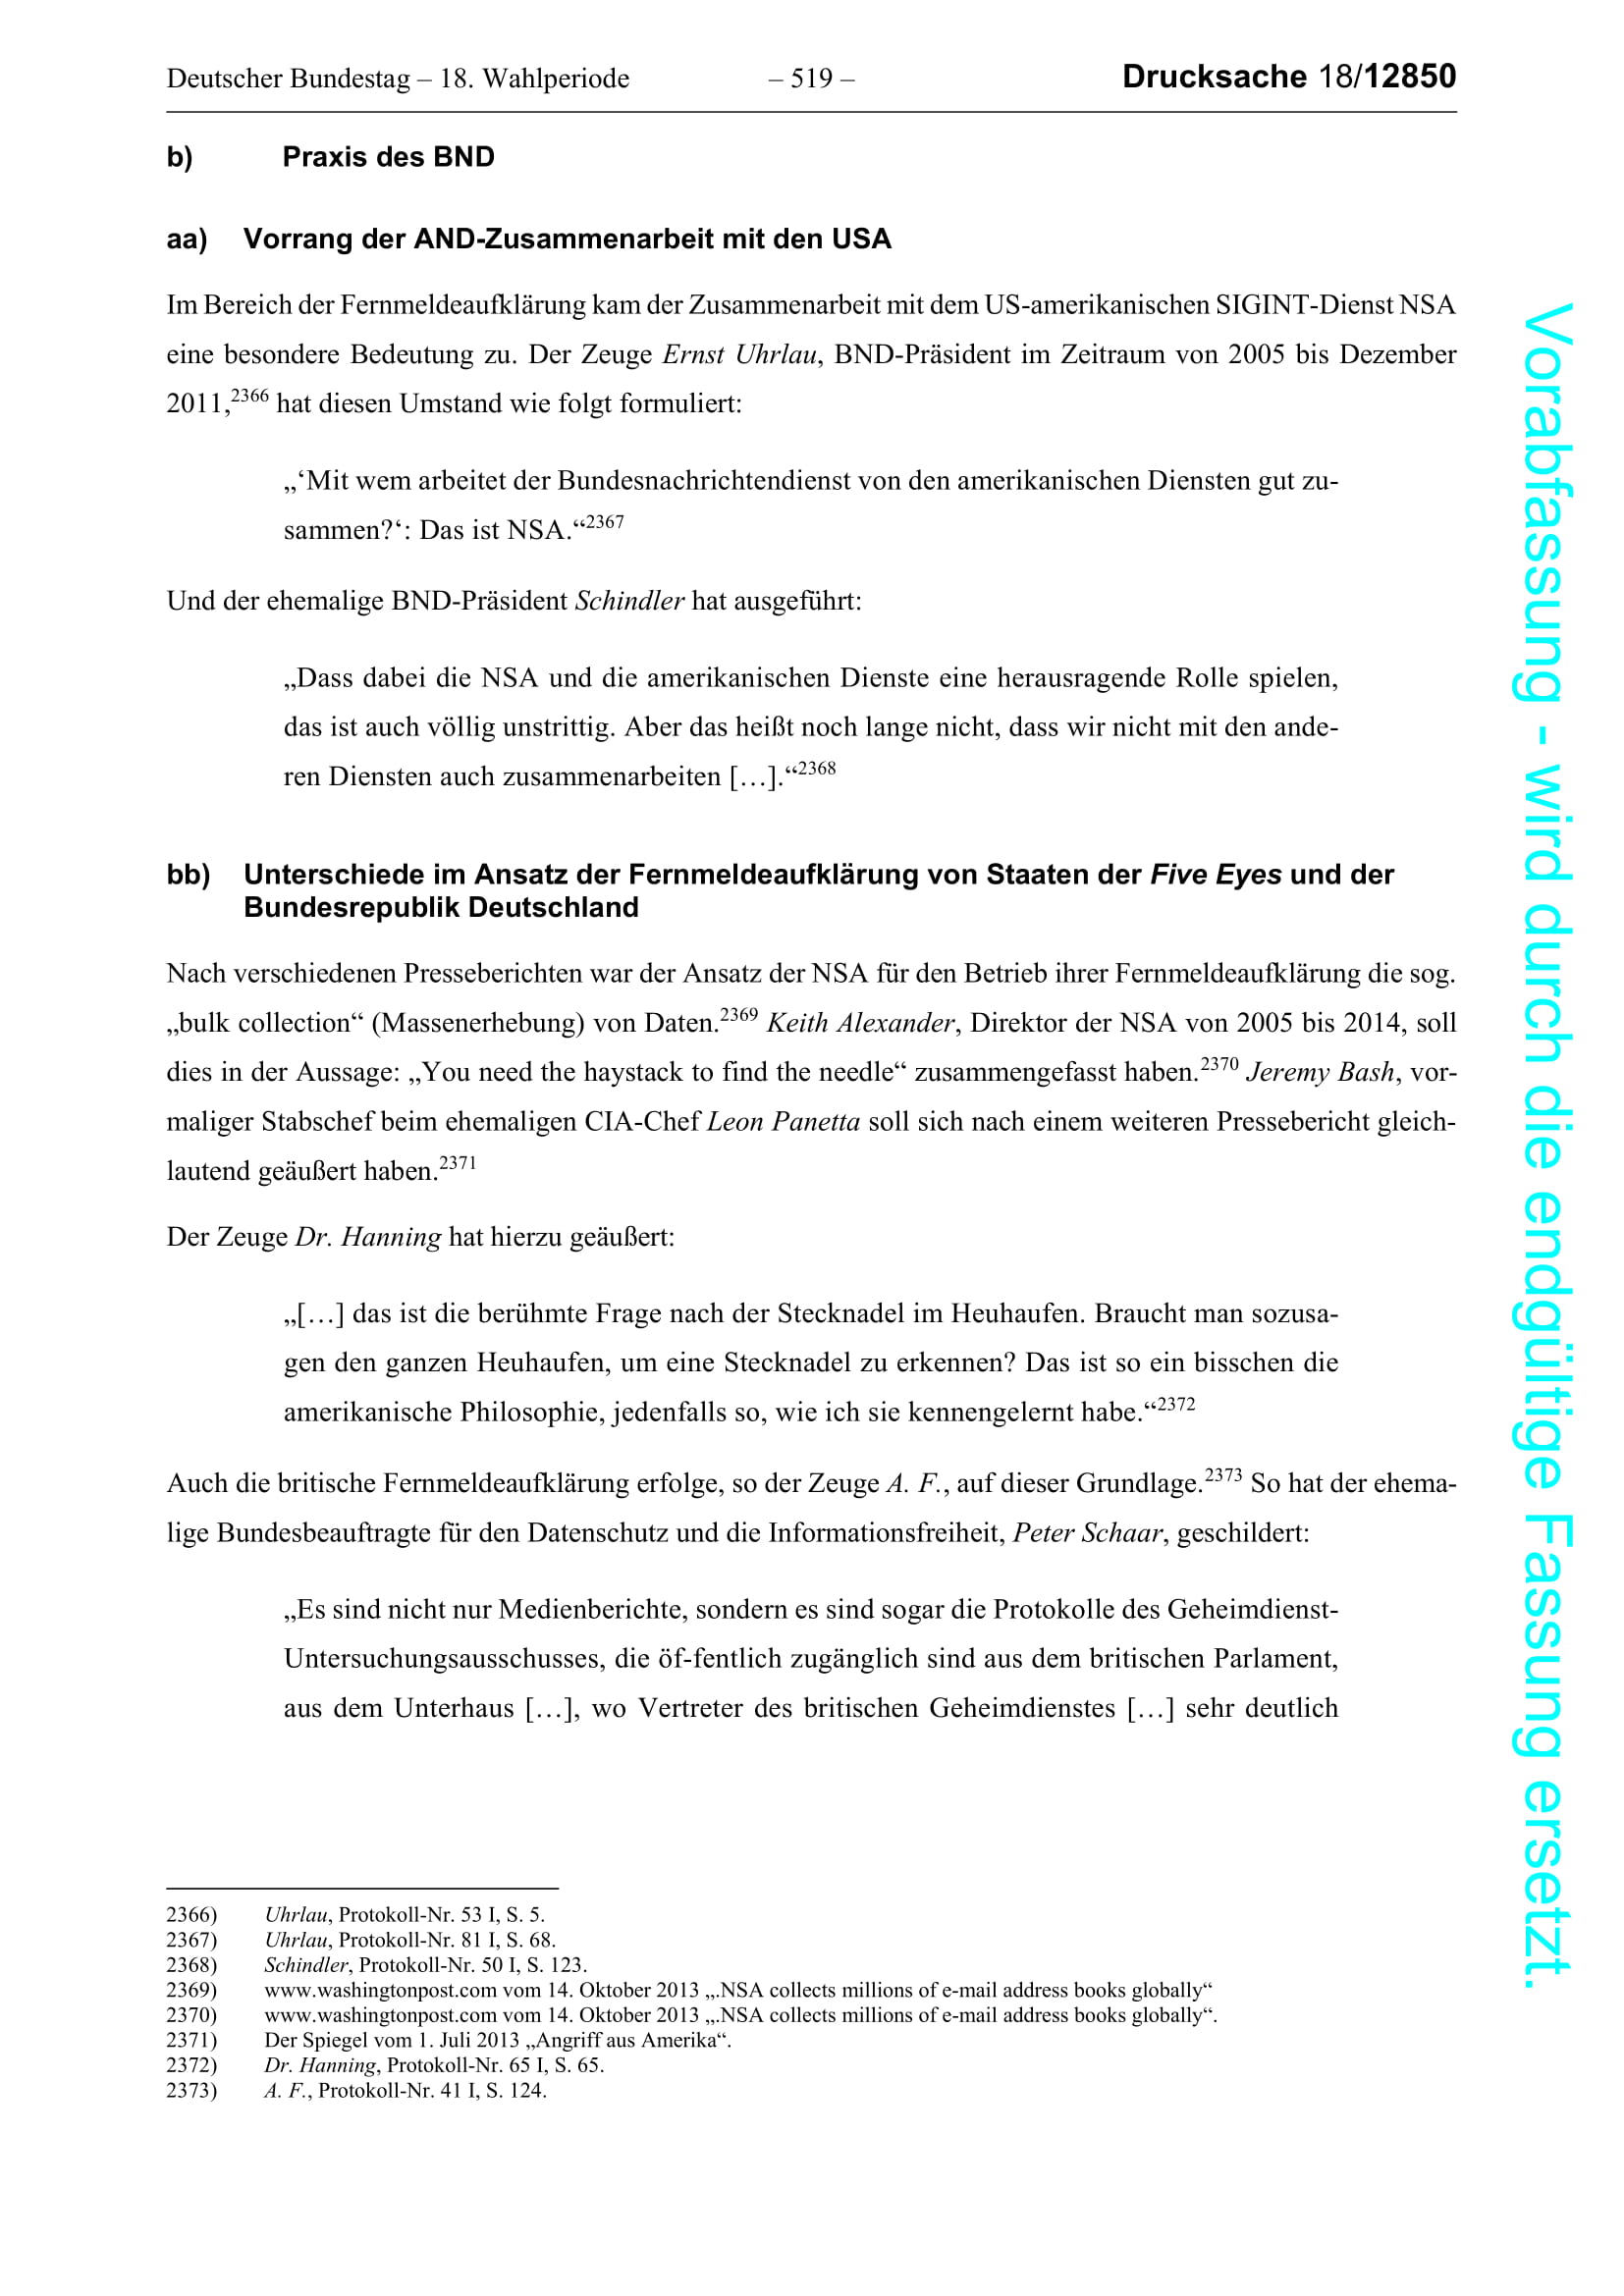 Deutscher Bundestag – 18. Wahlperiode – 519 – Drucksache 18/12850
b) Praxis des BND
aa) Vorrang der AND-Zusammenarbeit mit den USA
Im Bereich der Fernmeldeaufklärung kam der Zusammenarbeit mit dem US-amerikanischen SIGINT-Dienst NSA
eine besondere Bedeutung zu. Der Zeuge Ernst Uhrlau, BND-Präsident im Zeitraum von 2005 bis Dezember
2011,2366 hat diesen Umstand wie folgt formuliert:
„‘Mit wem arbeitet der Bundesnachrichtendienst von den amerikanischen Diensten gut zu-
sammen?‘: Das ist NSA.“2367
Und der ehemalige BND-Präsident Schindler hat ausgeführt:
„Dass dabei die NSA und die amerikanischen Dienste eine herausragende Rolle spielen,
das ist auch völlig unstrittig. Aber das heißt noch lange nicht, dass wir nicht mit den ande-
ren Diensten auch zusammenarbeiten […].“2368
bb) Unterschiede im Ansatz der Fernmeldeaufklärung von Staaten der Five Eyes und der
Bundesrepublik Deutschland
Nach verschiedenen Presseberichten war der Ansatz der NSA für den Betrieb ihrer Fernmeldeaufklärung die sog.
„bulk collection“ (Massenerhebung) von Daten.2369 Keith Alexander, Direktor der NSA von 2005 bis 2014, soll
dies in der Aussage: „You need the haystack to find the needle“ zusammengefasst haben.2370 Jeremy Bash, vor-
maliger Stabschef beim ehemaligen CIA-Chef Leon Panetta soll sich nach einem weiteren Pressebericht gleich-
lautend geäußert haben.2371
Der Zeuge Dr. Hanning hat hierzu geäußert:
„[…] das ist die berühmte Frage nach der Stecknadel im Heuhaufen. Braucht man sozusa-
gen den ganzen Heuhaufen, um eine Stecknadel zu erkennen? Das ist so ein bisschen die
amerikanische Philosophie, jedenfalls so, wie ich sie kennengelernt habe.“2372
Auch die britische Fernmeldeaufklärung erfolge, so der Zeuge A. F., auf dieser Grundlage.2373 So hat der ehema-
lige Bundesbeauftragte für den Datenschutz und die Informationsfreiheit, Peter Schaar, geschildert:
„Es sind nicht nur Medienberichte, sondern es sind sogar die Protokolle des Geheimdienst-
Untersuchungsausschusses, die öf-fentlich zugänglich sind aus dem britischen Parlament,
aus dem Unterhaus […], wo Vertreter des britischen Geheimdienstes […] sehr deutlich
2366) Uhrlau, Protokoll-Nr. 53 I, S. 5.
2367) Uhrlau, Protokoll-Nr. 81 I, S. 68.
2368) Schindler, Protokoll-Nr. 50 I, S. 123.
2369) www.washingtonpost.com vom 14. Oktober 2013 „.NSA collects millions of e-mail address books globally“
2370) www.washingtonpost.com vom 14. Oktober 2013 „.NSA collects millions of e-mail address books globally“.
2371) Der Spiegel vom 1. Juli 2013 „Angriff aus Amerika“.
2372) Dr. Hanning, Protokoll-Nr. 65 I, S. 65.
2373) A. F., Protokoll-Nr. 41 I, S. 124.
Vorabfassung - wird durch die endgültige Fassung ersetzt.